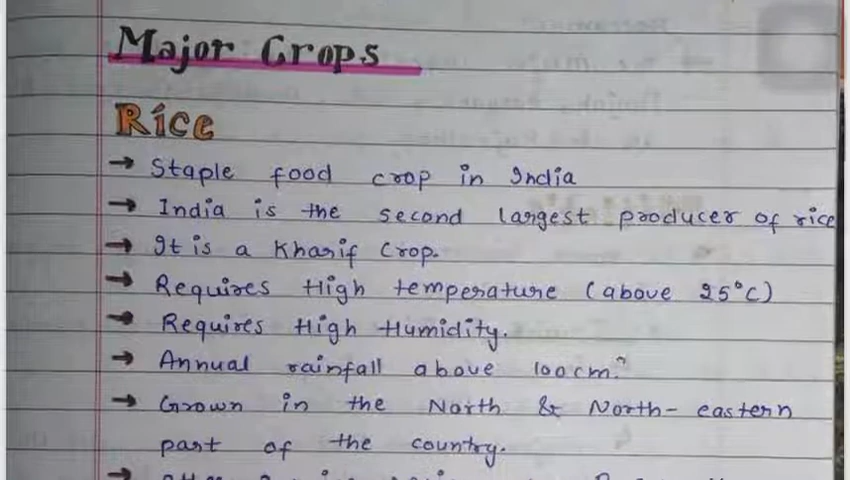 Major Crops
Rice
→ Staple food crop in India
→ India is the second largest producer of rice
→ It is a Kharif Crop.
→ Requires High temperature (above 25°C)
→ Requires High Humidity.
→ Annual rainfall above 100cm.
→ Grown in the North & North-eastern
part of the country.